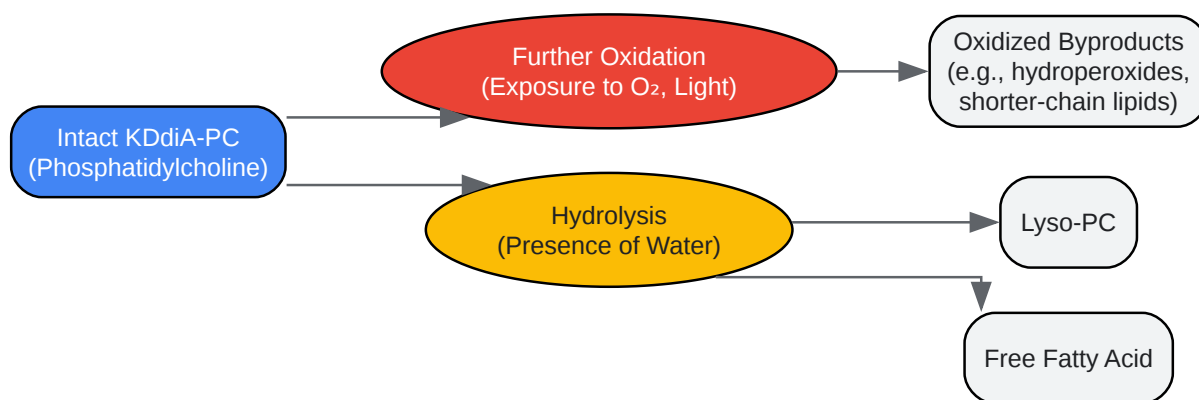 Intact KDdiA-PC
(Phosphatidylcholine)
Further Oxidation
(Exposure to O₂, Light)
Oxidized Byproducts
(e.g., hydroperoxides,
shorter-chain lipids)
Hydrolysis
(Presence of Water)
Lyso-PC
Free Fatty Acid